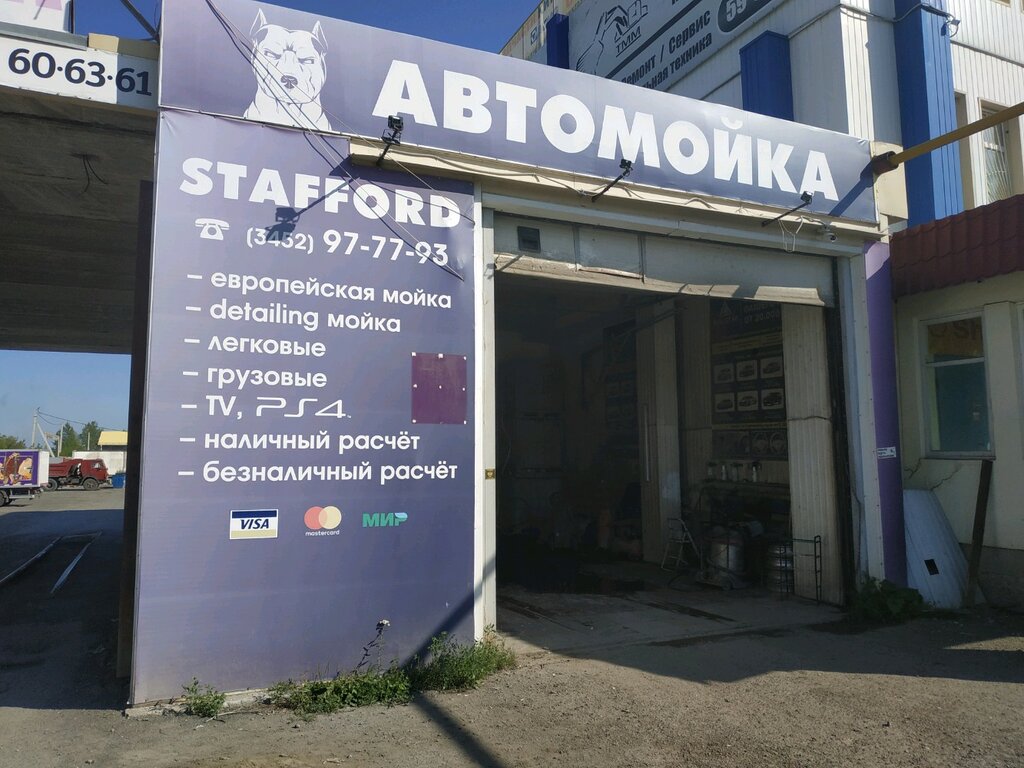 60·63·61
АВТОМОЙКА
STAFFORD
(3452) 97-77-93
– европейская мойка
– detailing мойка
– легковые
– грузовые
– TV, PS4
– наличный расчёт
– безналичный расчёт
VISA
mastercard
МИР
ТММ
Ремонт / Сервис